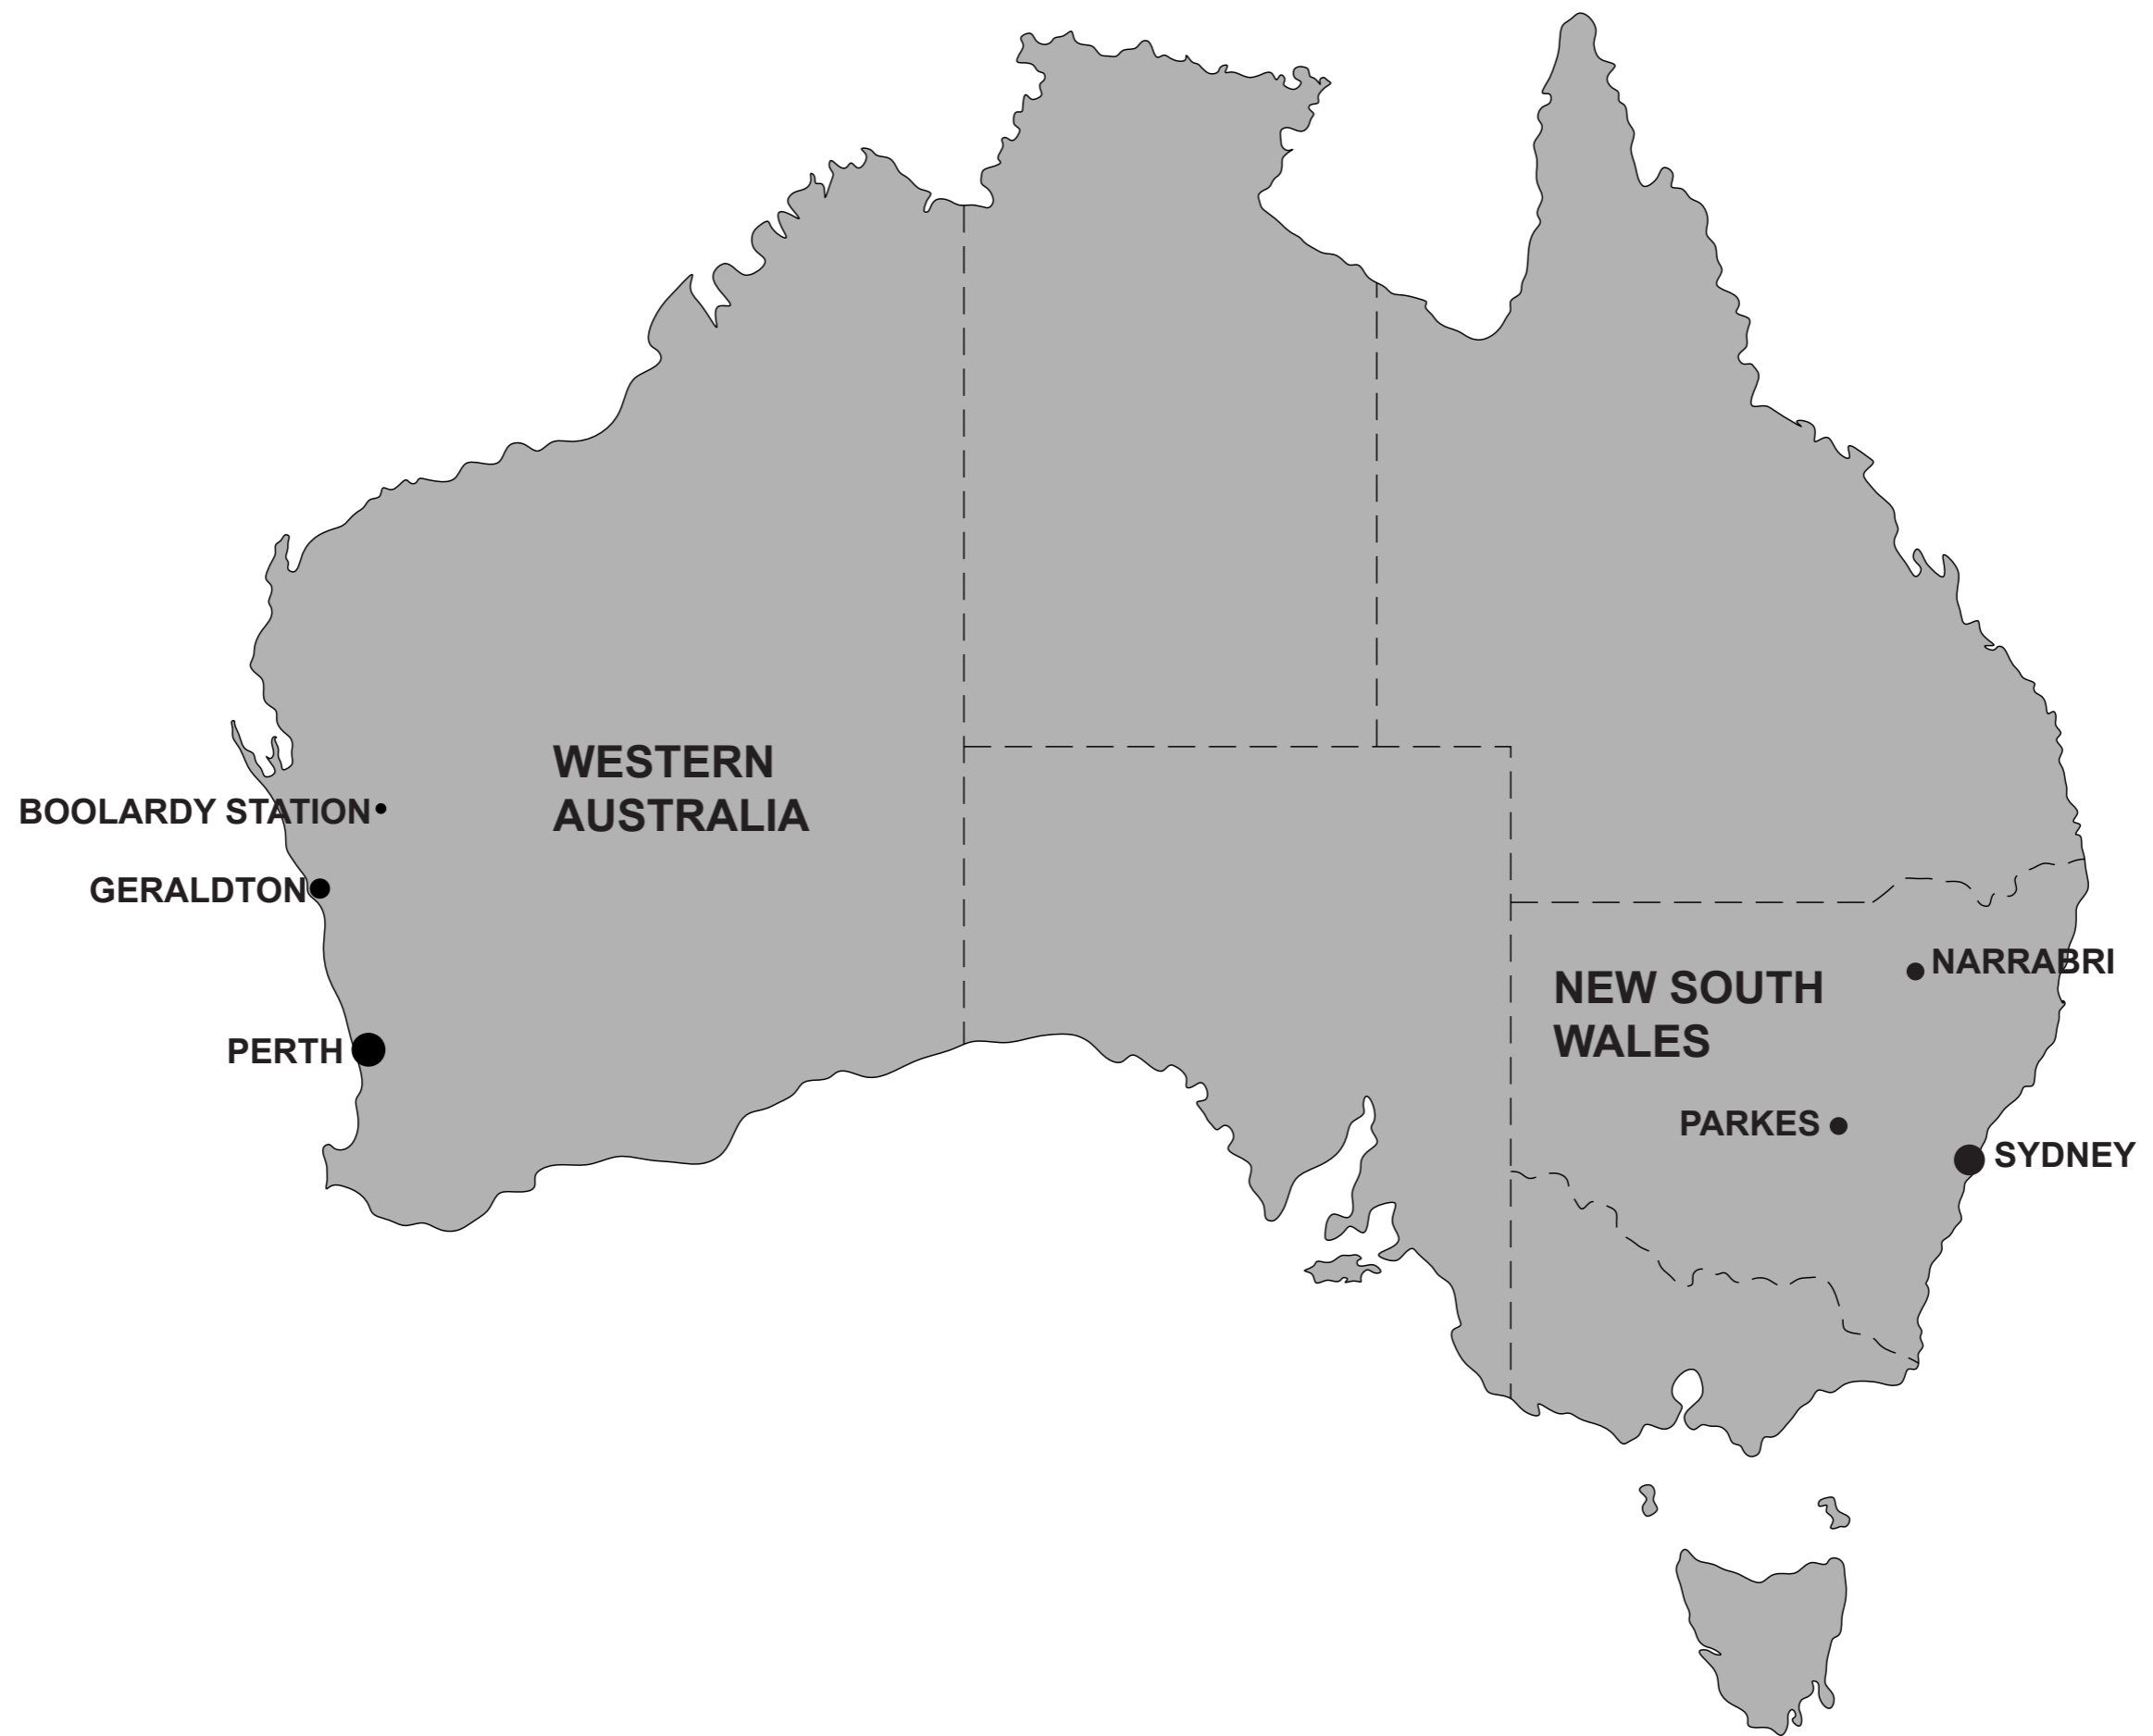 WESTERN
AUSTRALIA
BOOLARDY STATION
GERALDTON
NARRABRI
NEW SOUTH
WALES
PERTH
PARKES
SYDNEY